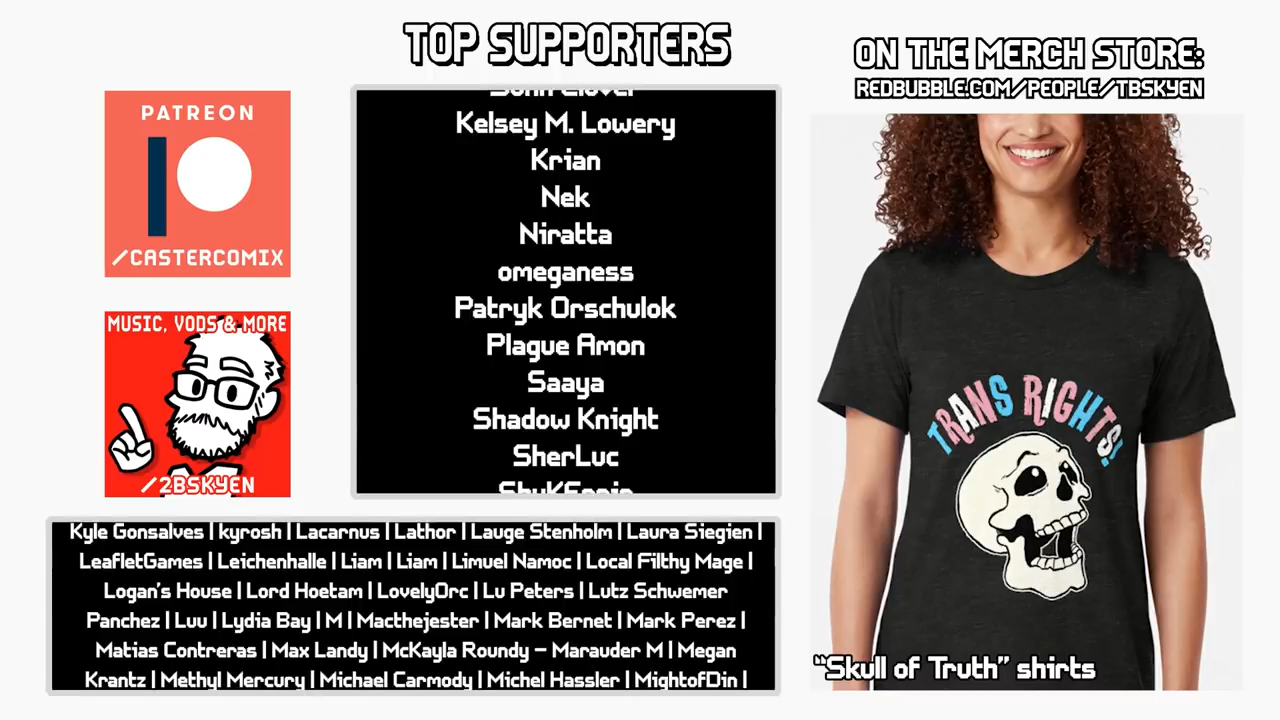 TOP SUPPORTERS
Kelsey M. Lowery
Krian
Nek
Niratta
omeganess
Patryk Orschulok
Plague Amon
Saaya
Shadow Knight
SherLuc
ON THE MERCH STORE:
REDBUBBLE.COM/PEOPLE/TBSKYEN
TRANS RIGHTS!
"Skull of Truth" shirts
PATREON
/CASTERCOMIX
MUSIC, VODS & MORE
/2BSKYEN
Kyle Gonsalves | kyrosh | Lacarnus | Lathor | Lauge Stenholm | Laura Siegien |
LeafletGames | Leichenhalle | Liam | Liam | Limuel Namoc | Local Filthy Mage |
Logan's House | Lord Hoetam | LovelyOrc | Lu Peters | Lutz Schwemer
Panchez | Luu | Lydia Bay | M | Macthejester | Mark Bernet | Mark Perez |
Matias Contreras | Max Landy | McKayla Roundy – Marauder M | Megan
Krantz | Methyl Mercury | Michael Carmody | Michel Hassler | MightofDin |